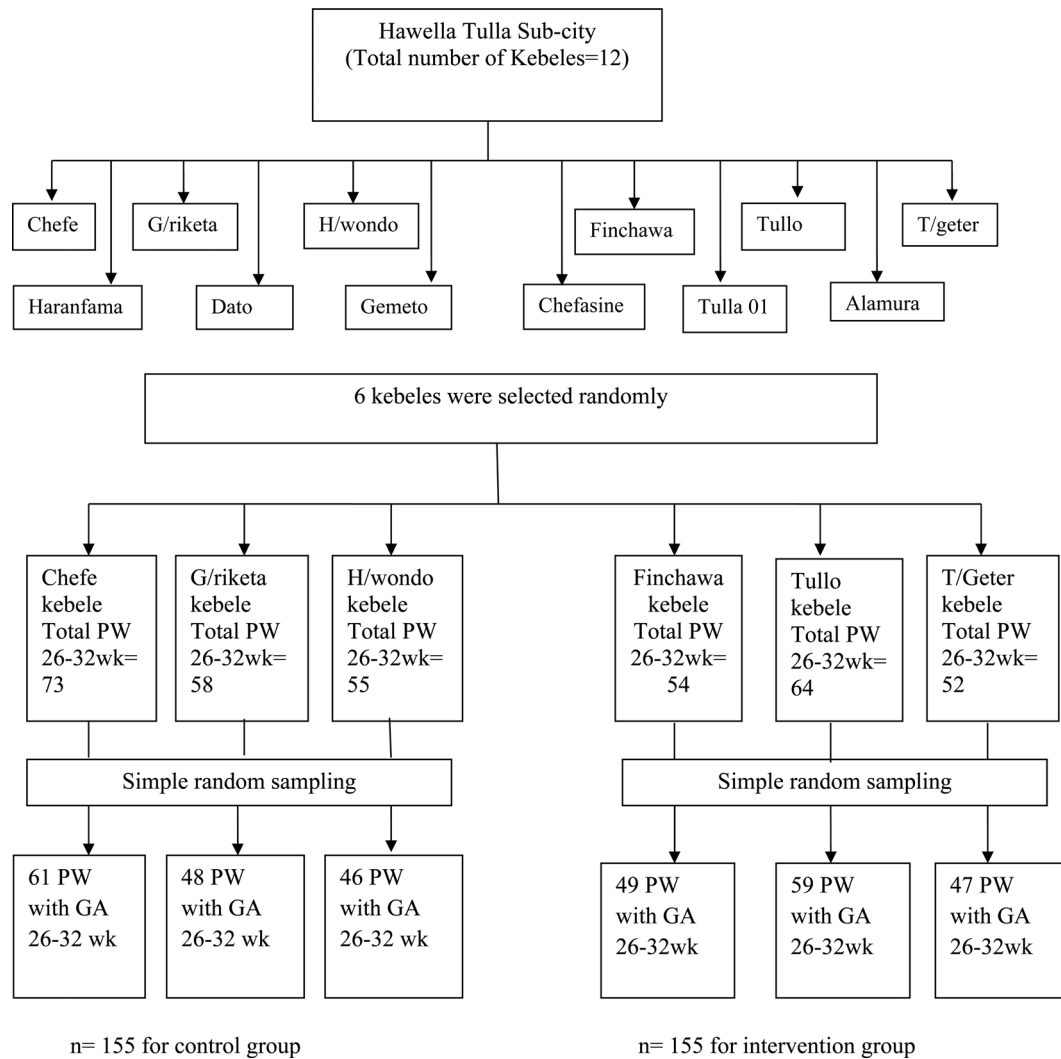 Hawella Tulla Sub-city
(Total number of Kebeles=12)
Chefe
G/riketa
H/wondo
Finchawa
Tullo
T/geter
Haranfama
Dato
Gemeto
Chefasine
Tulla 01
Alamura
6 kebeles were selected randomly
Chefe
kebele
Total PW
26-32wk=
73
G/riketa
kebele
Total PW
26-32wk=
58
H/wondo
kebele
Total PW
26-32wk=
55
Finchawa
kebele
Total PW
26-32wk=
54
Tullo
kebele
Total PW
26-32wk=
64
T/Geter
kebele
Total PW
26-32wk=
52
Simple random sampling
Simple random sampling
61 PW
with GA
26-32 wk
48 PW
with GA
26-32 wk
46 PW
with GA
26-32 wk
49 PW
with GA
26-32wk
59 PW
with GA
26-32wk
47 PW
with GA
26-32wk
n= 155 for control group
n= 155 for intervention group